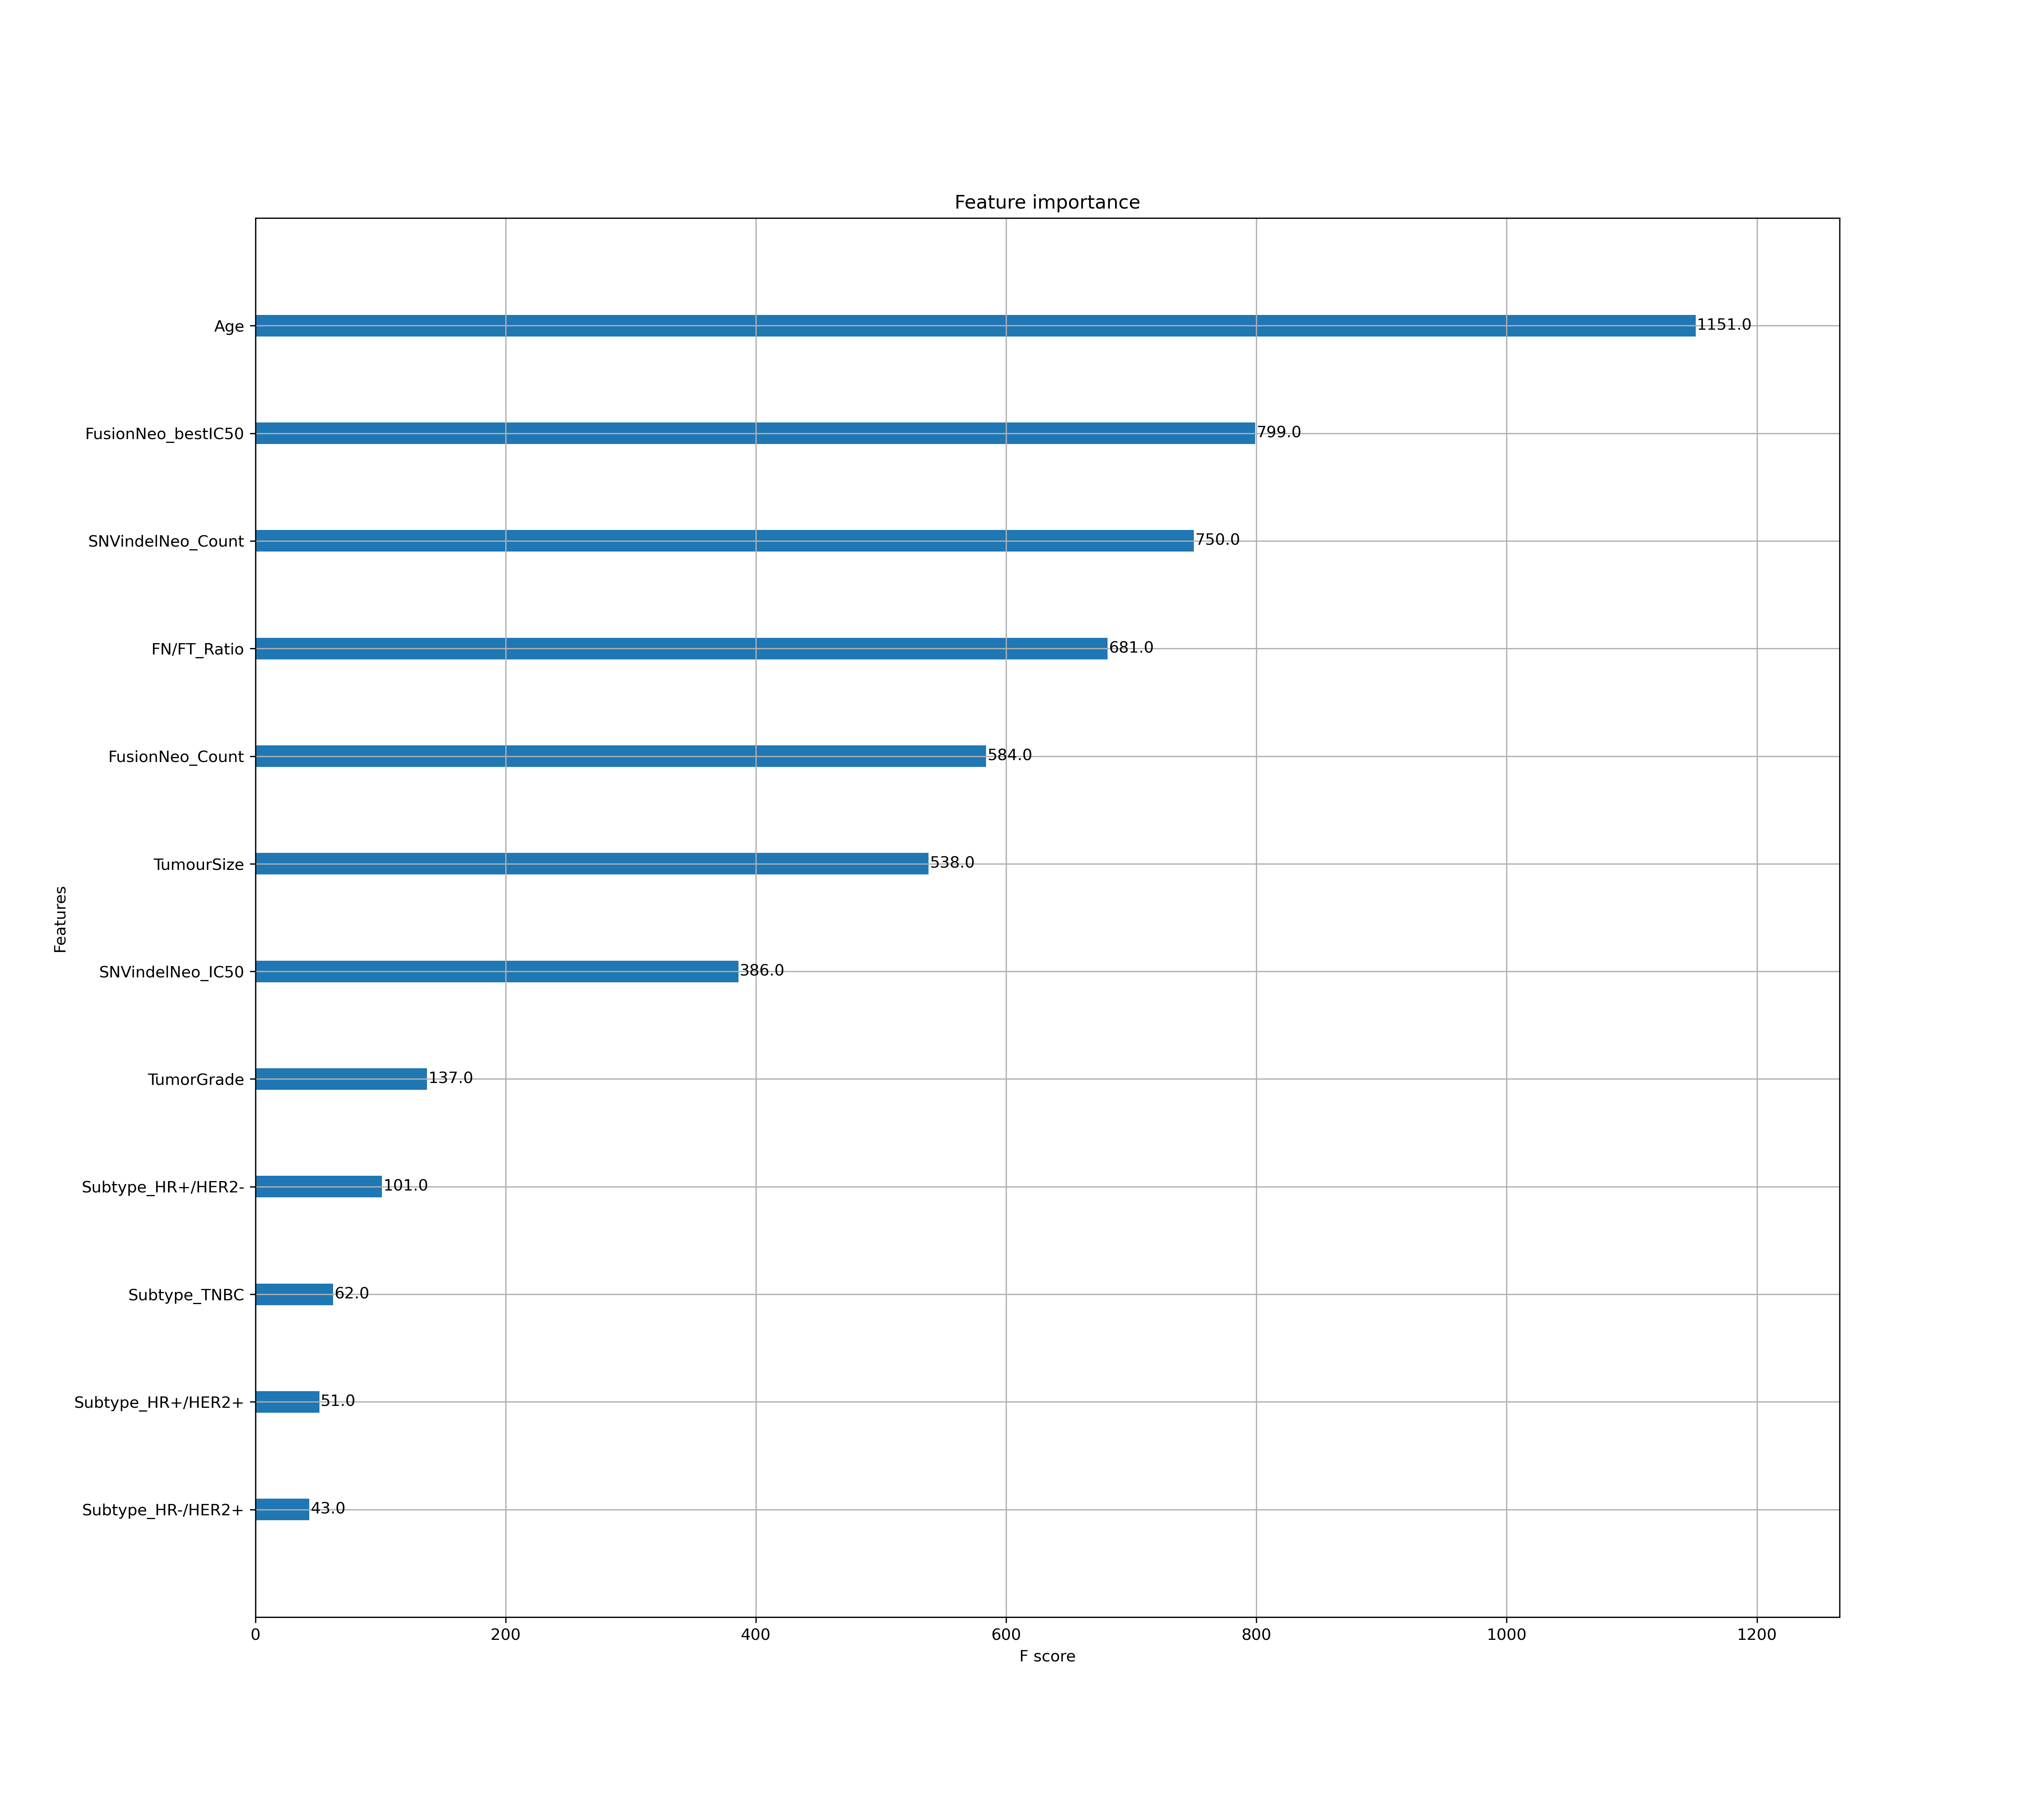 Feature importance
Age
1151.0
FusionNeo_bestIC50
799.0
SNVindelNeo_Count
750.0
FN/FT_Ratio
681.0
FusionNeo_Count
584.0
TumourSize
538.0
SNVindelNeo_IC50
386.0
TumorGrade
137.0
Subtype_HR+/HER2-
101.0
Subtype_TNBC
62.0
Subtype_HR+/HER2+
51.0
Subtype_HR-/HER2+
43.0
Features
0 200 400 600 800 1000 1200
F score